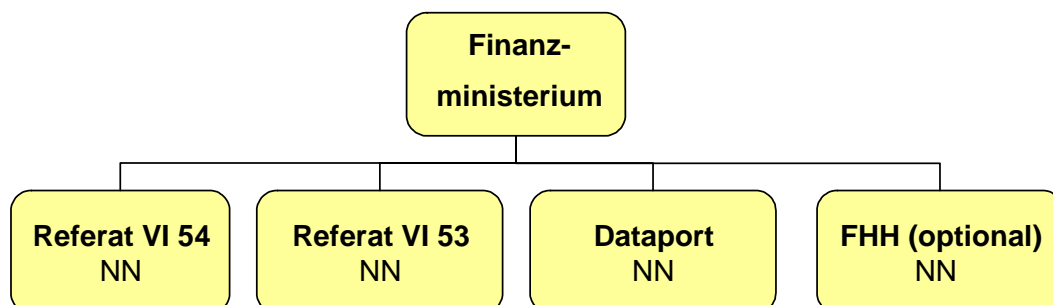 Finanz-
ministerium
Referat VI 54
NN
Referat VI 53
NN
Dataport
NN
FHH (optional)
NN